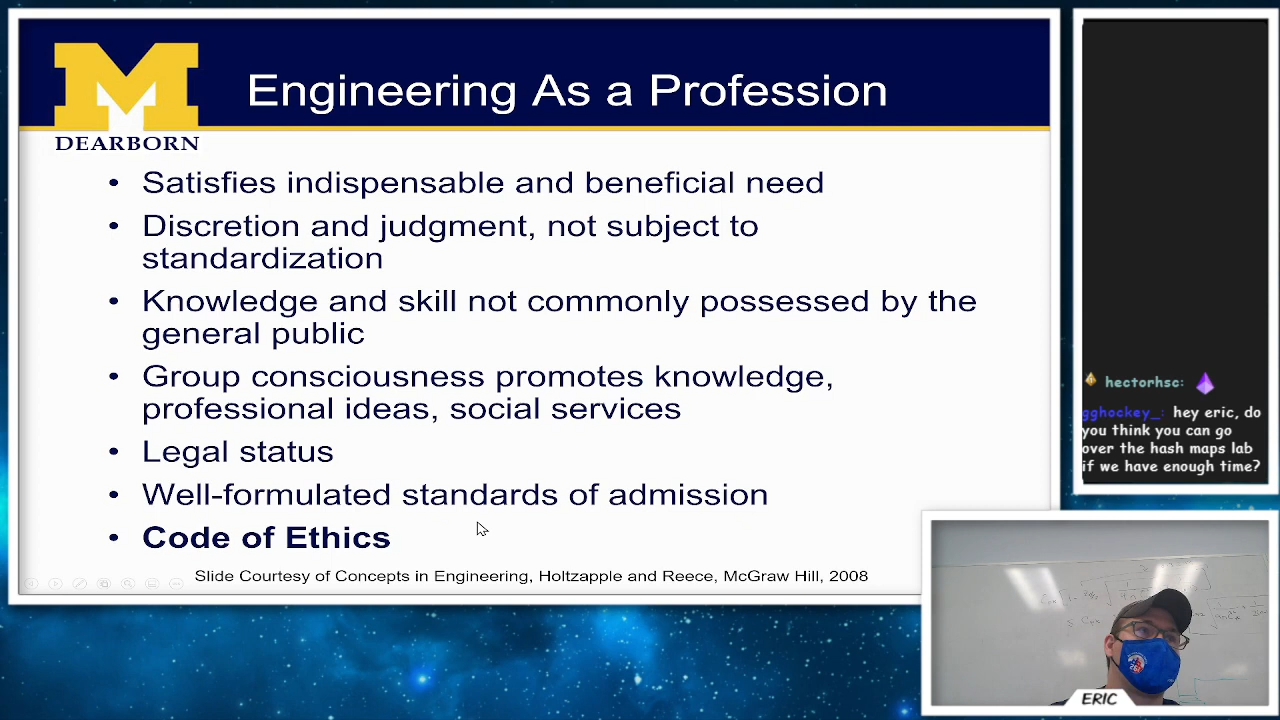 Engineering As a Profession
DEARBORN
• Satisfies indispensable and beneficial need
• Discretion and judgment, not subject to
standardization
• Knowledge and skill not commonly possessed by the
general public
• Group consciousness promotes knowledge,
professional ideas, social services
• Legal status
• Well-formulated standards of admission
• Code of Ethics
Slide Courtesy of Concepts in Engineering, Holtzapple and Reece, McGraw Hill, 2008
hectorhsc:
gghockey_: hey eric, do
you think you can go
over the hash maps lab
if we have enough time?
ERIC